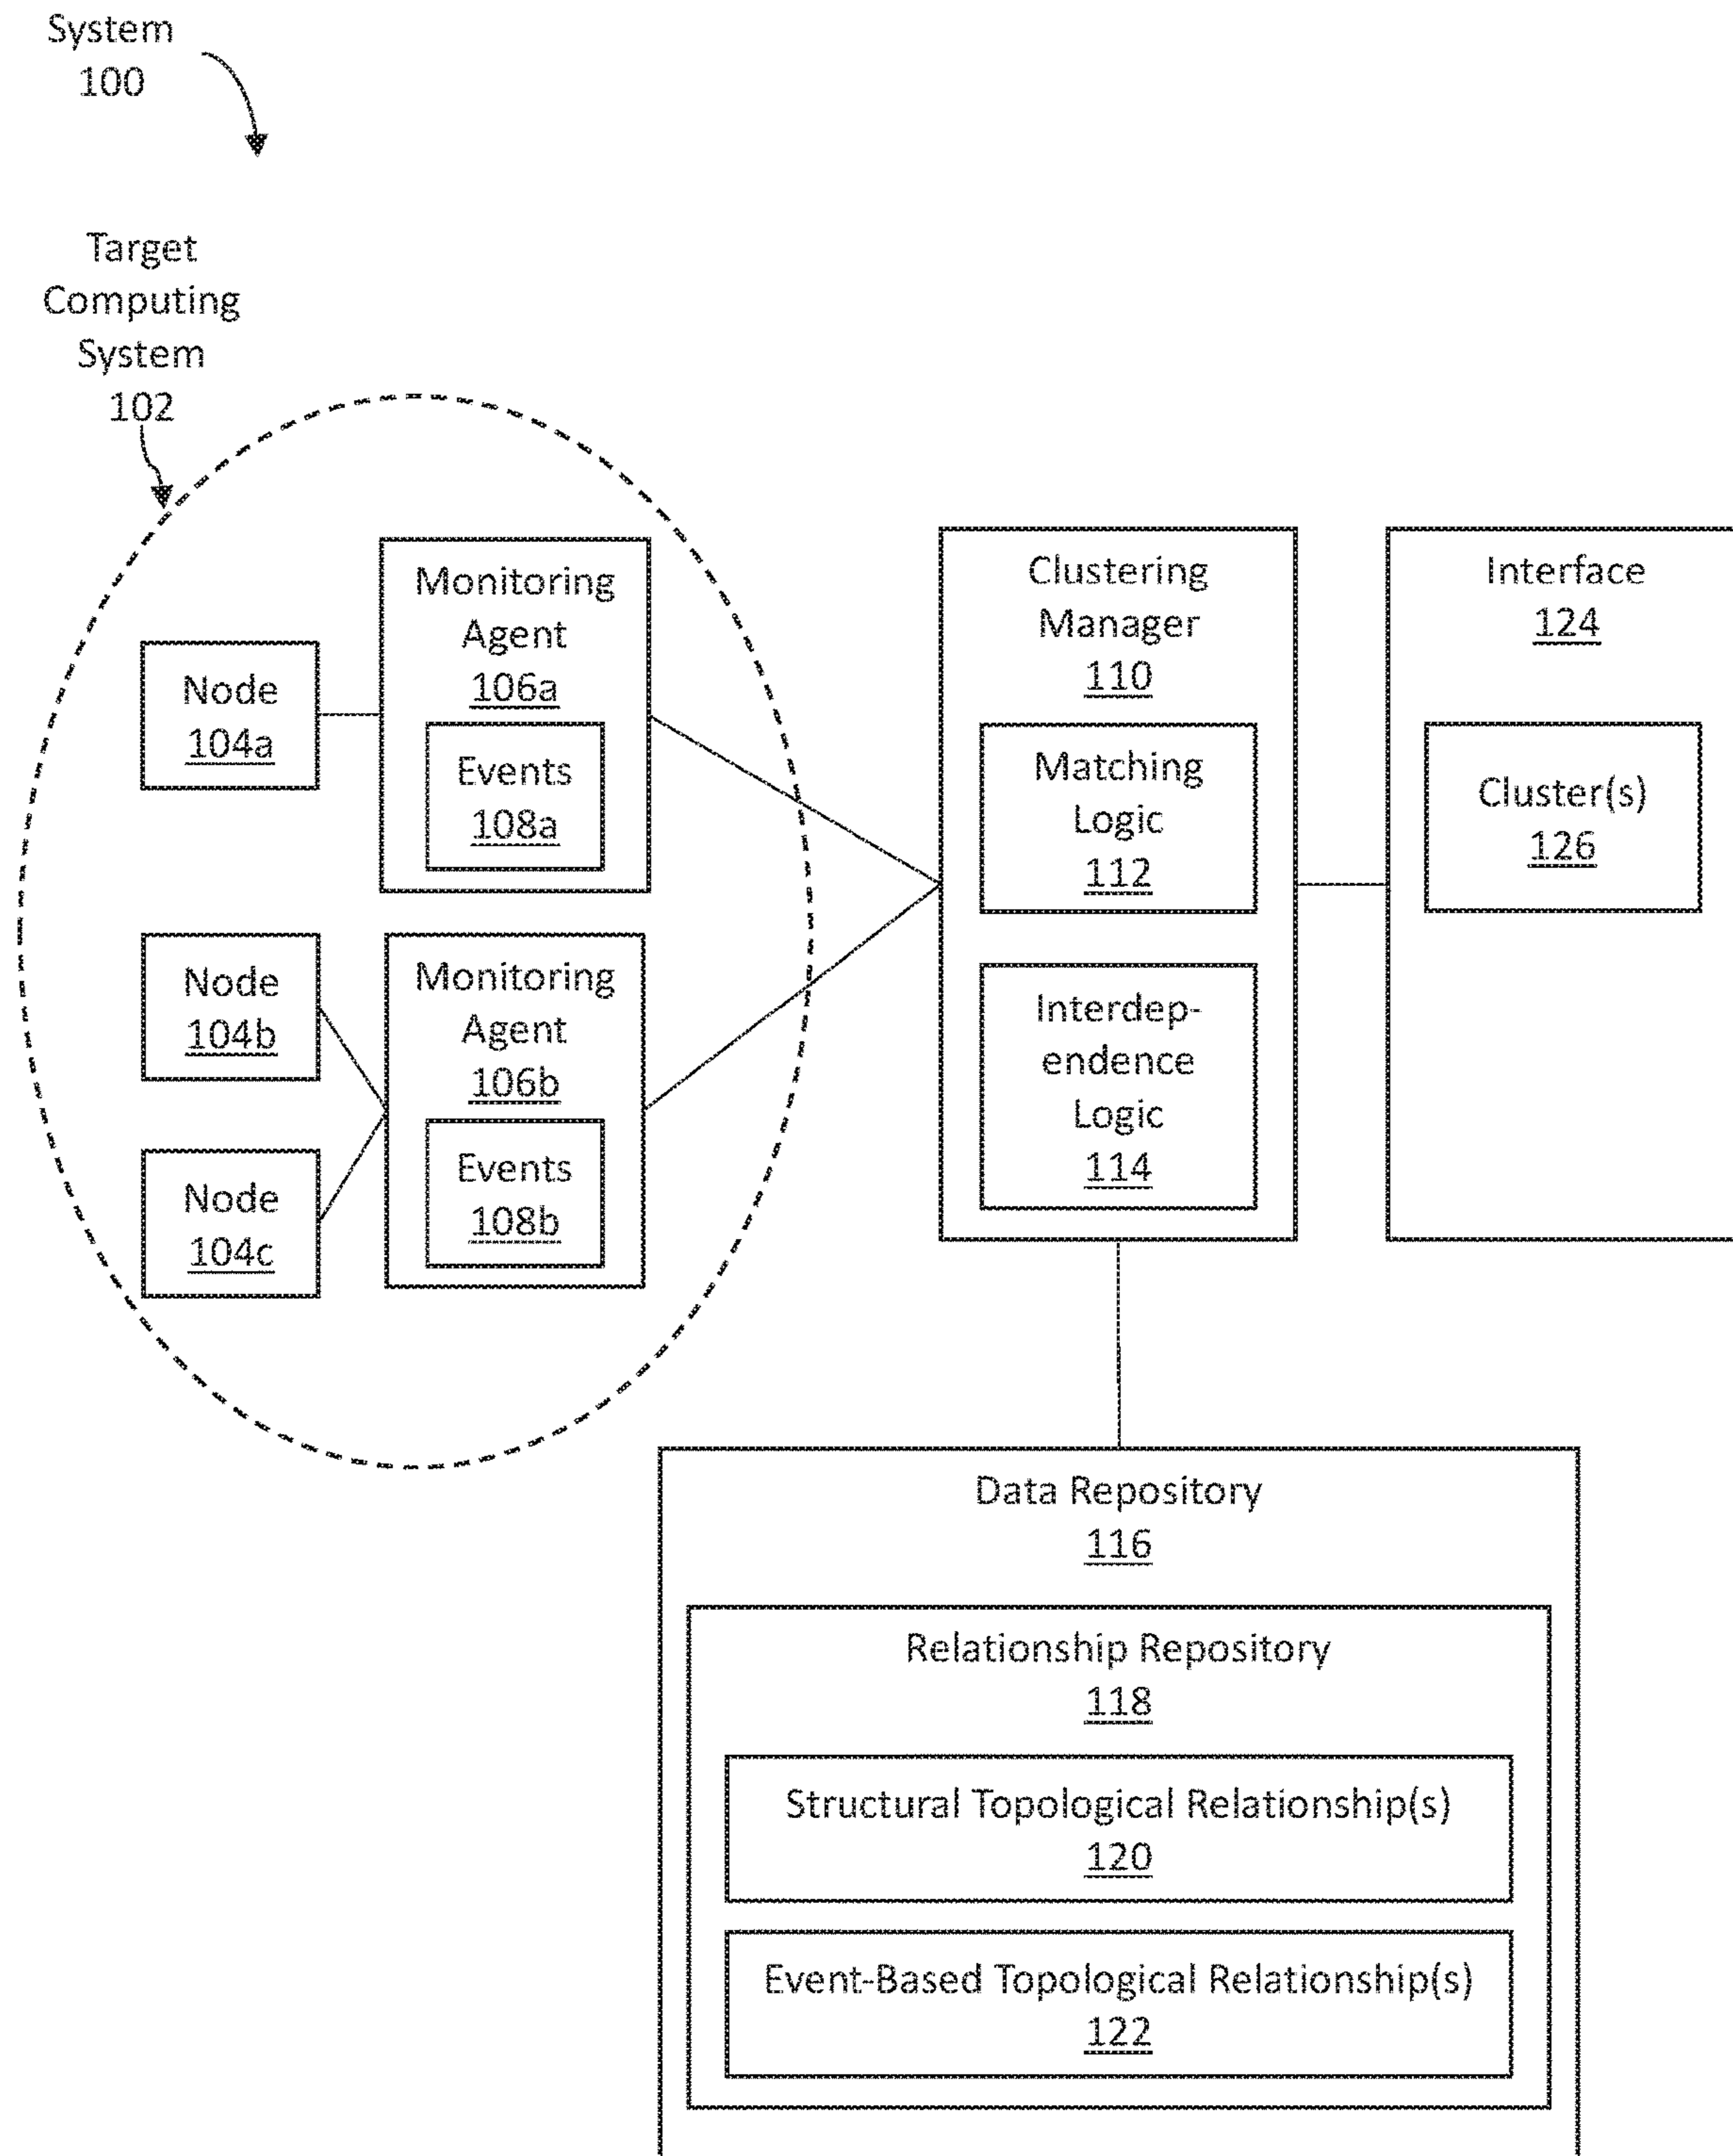 System
100
Target
Computing
System
102
Node
104a
Monitoring
Agent
106a
Events
108a
Node
104b
Node
104c
Monitoring
Agent
106b
Events
108b
Clustering
Manager
110
Matching
Logic
112
Interdep-
endence
Logic
114
Interface
124
Cluster(s)
126
Data Repository
116
Relationship Repository
118
Structural Topological Relationship(s)
120
Event-Based Topological Relationship(s)
122